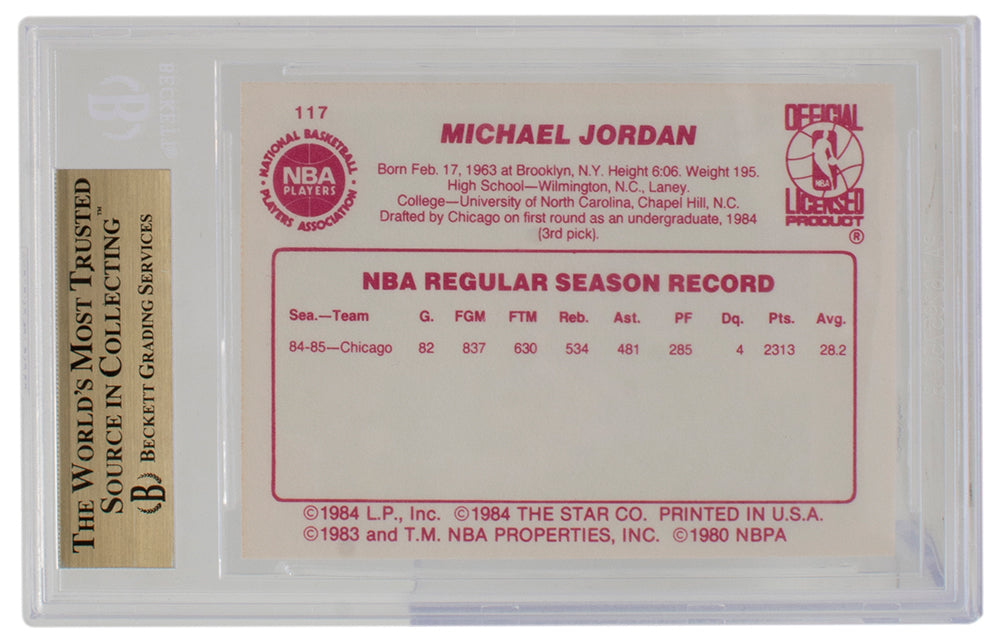 BECKETT
B
THE WORLD'S MOST TRUSTED
SOURCE IN COLLECTING™
B BECKETT GRADING SERVICES
117
NATIONAL BASKETBALL
NBA
PLAYERS
PLAYERS ASSOCIATION
MICHAEL JORDAN
Born Feb. 17, 1963 at Brooklyn, N.Y. Height 6:06. Weight 195.
High School—Wilmington, N.C., Laney.
College—University of North Carolina, Chapel Hill, N.C.
Drafted by Chicago on first round as an undergraduate, 1984
(3rd pick).
OFFICIAL
NBA
LICENSED
PRODUCT
®
NBA REGULAR SEASON RECORD
Sea.—Team G. FGM FTM Reb. Ast. PF Dq. Pts. Avg.
84-85—Chicago 82 837 630 534 481 285 4 2313 28.2
©1984 L.P., Inc. ©1984 THE STAR CO. PRINTED IN U.S.A.
©1983 and T.M. NBA PROPERTIES, INC. ©1980 NBPA